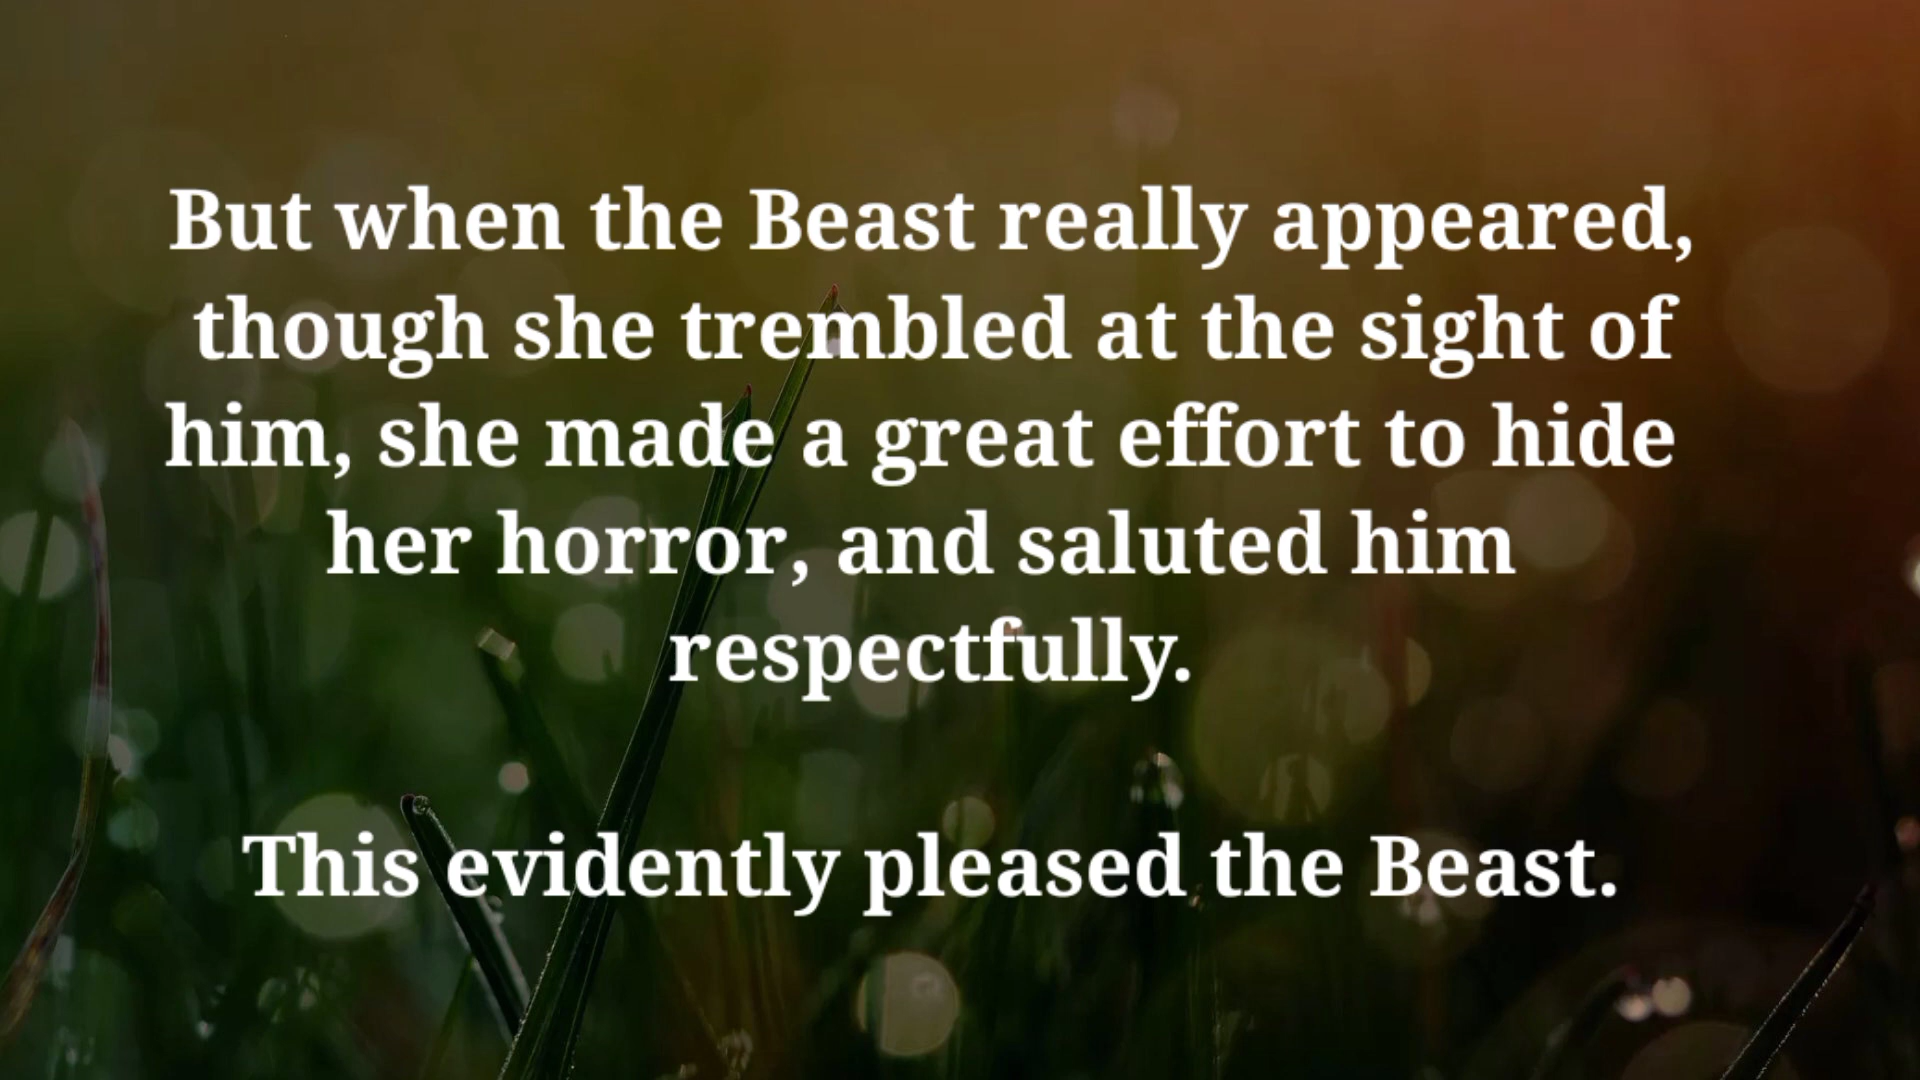 But when the Beast really appeared,
though she trembled at the sight of
him, she made a great effort to hide
her horror, and saluted him
respectfully.
This evidently pleased the Beast.